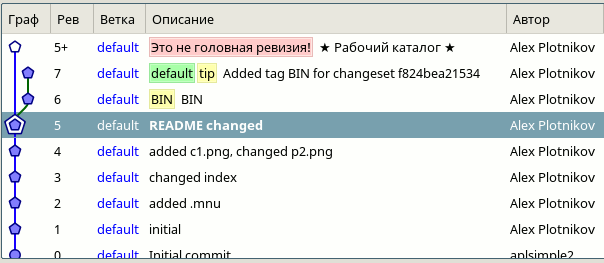 Граф Рев Ветка Описание Автор
5+ default Это не головная ревизия! ★ Рабочий каталог ★ Alex Plotnikov
7 default default tip Added tag BIN for changeset f824bea21534 Alex Plotnikov
6 default BIN BIN Alex Plotnikov
5 default README changed Alex Plotnikov
4 default added c1.png, changed p2.png Alex Plotnikov
3 default changed index Alex Plotnikov
2 default added .mnu Alex Plotnikov
1 default initial Alex Plotnikov
0 default Initial commit aplsimple2